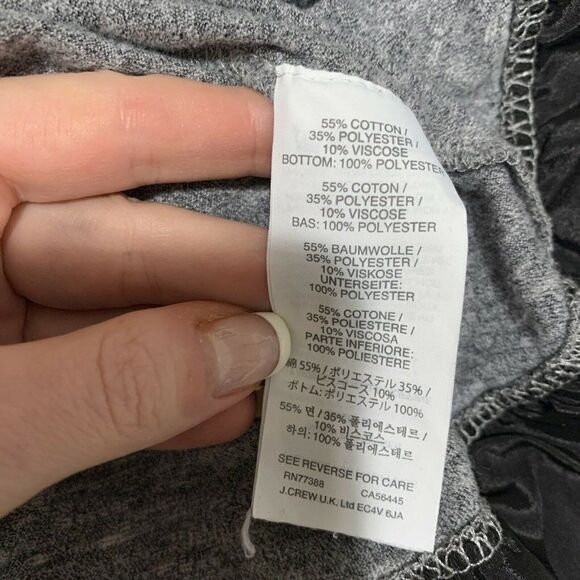 55% COTTON /
35% POLYESTER /
10% VISCOSE
BOTTOM: 100% POLYESTER
55% COTON /
35% POLYESTER /
10% VISCOSE
BAS: 100% POLYESTER
55% BAUMWOLLE /
35% POLYESTER /
10% VISKOSE
UNTERSEITE:
100% POLYESTER
55% COTONE /
35% POLIESTERE /
10% VISCOSA
PARTE INFERIORE:
100% POLIESTERE
綿 55% / ポリエステル 35% /
ビスコース 10%
ボトム: ポリエステル 100%
55% 면 / 35% 폴리에스테르 /
10% 비스코스
하의: 100% 폴리에스테르
SEE REVERSE FOR CARE
RN77388 CA56445
J.CREW U.K. Ltd EC4V 6JA